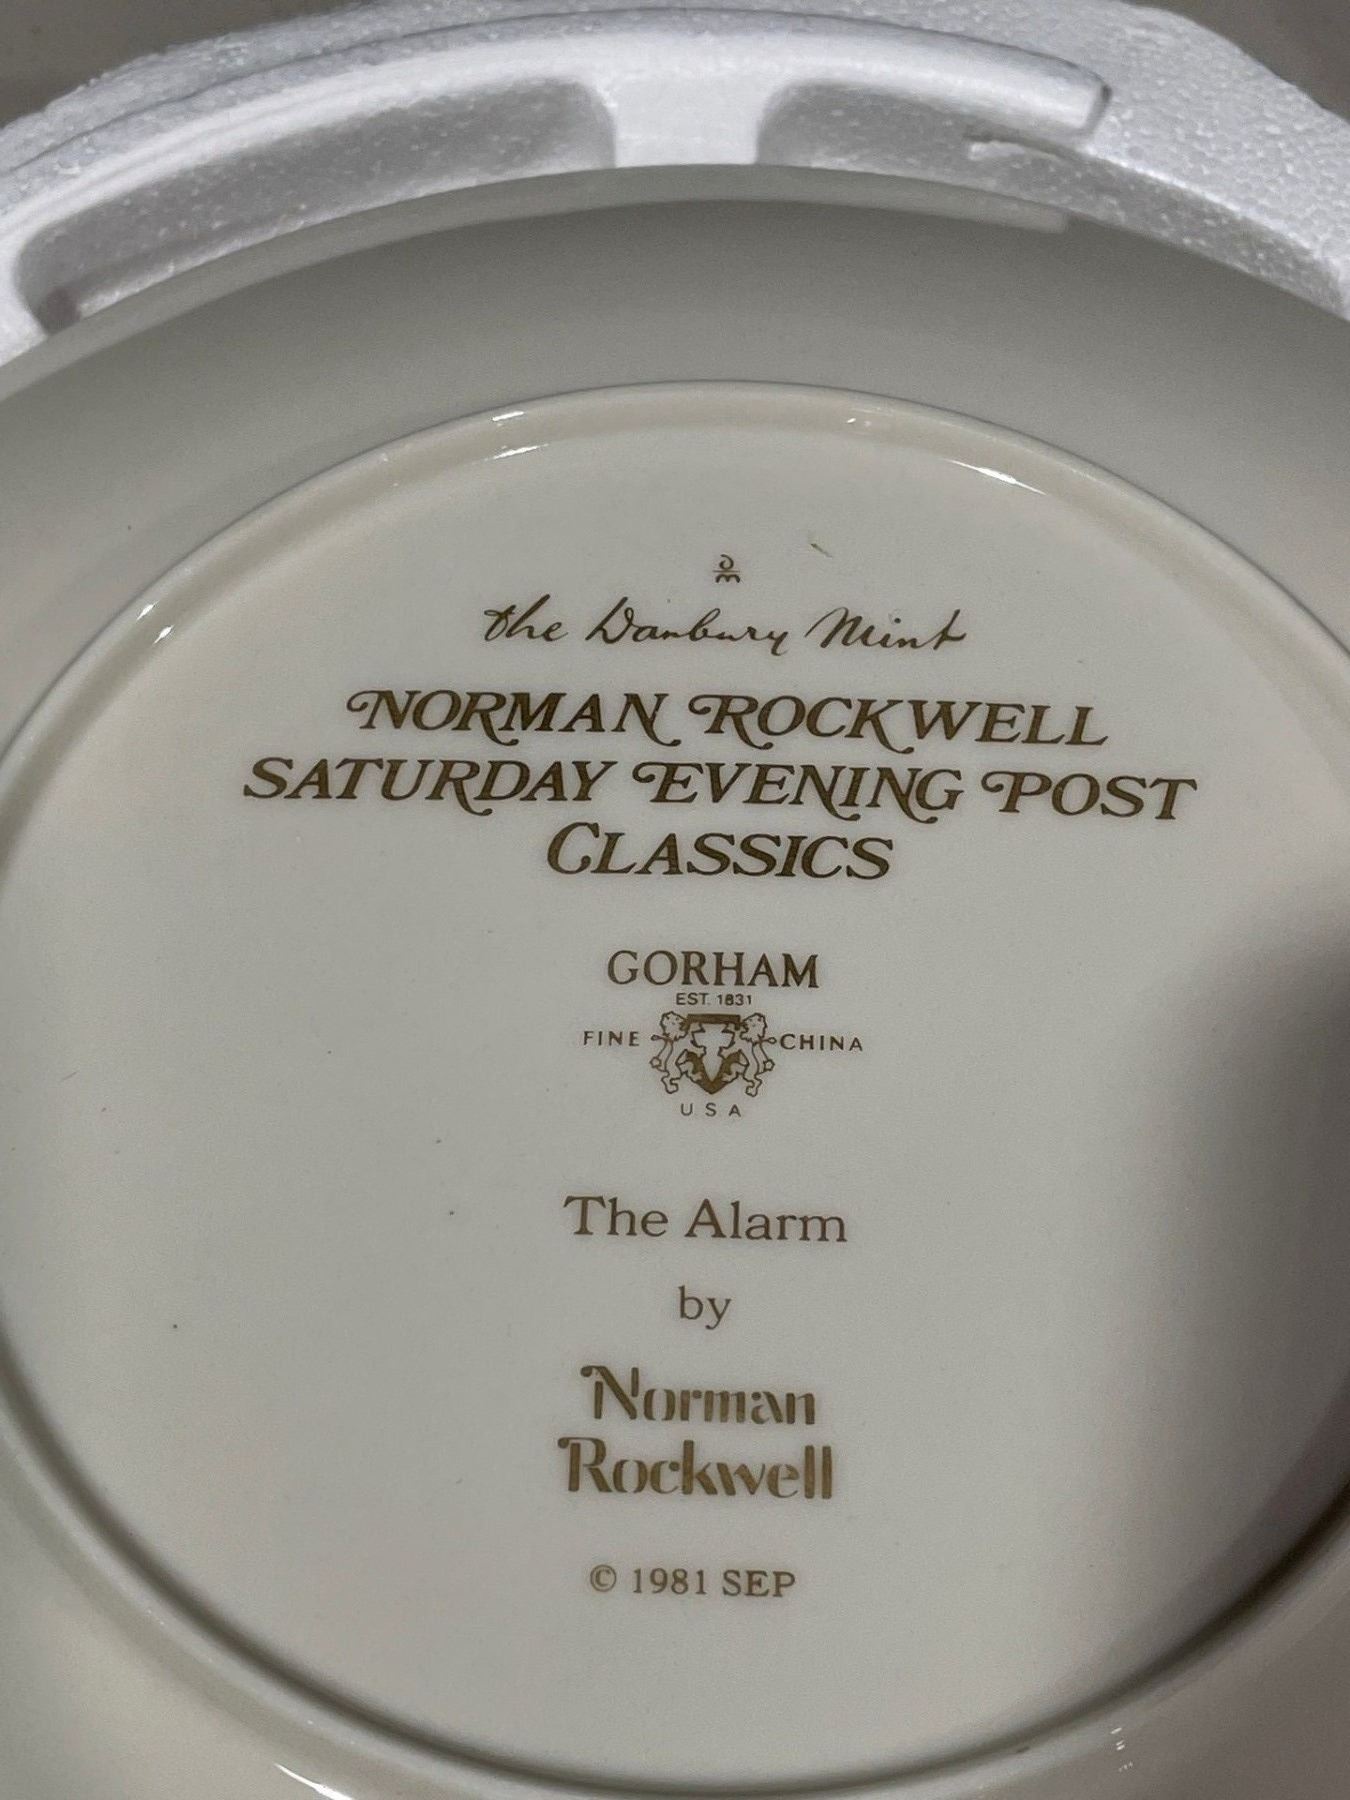 The Danbury Mint
NORMAN ROCKWELL
SATURDAY EVENING POST
CLASSICS
GORHAM
EST. 1831
FINE CHINA
USA
The Alarm
by
Norman
Rockwell
© 1981 SEP